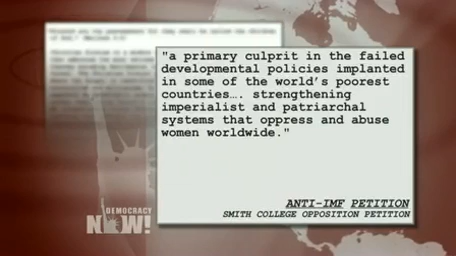 "a primary culprit in the failed
developmental policies implanted
in some of the world's poorest
countries…. strengthening
imperialist and patriarchal
systems that oppress and abuse
women worldwide."
ANTI-IMF PETITION
SMITH COLLEGE OPPOSITION PETITION
DEMOCRACY
NOW!